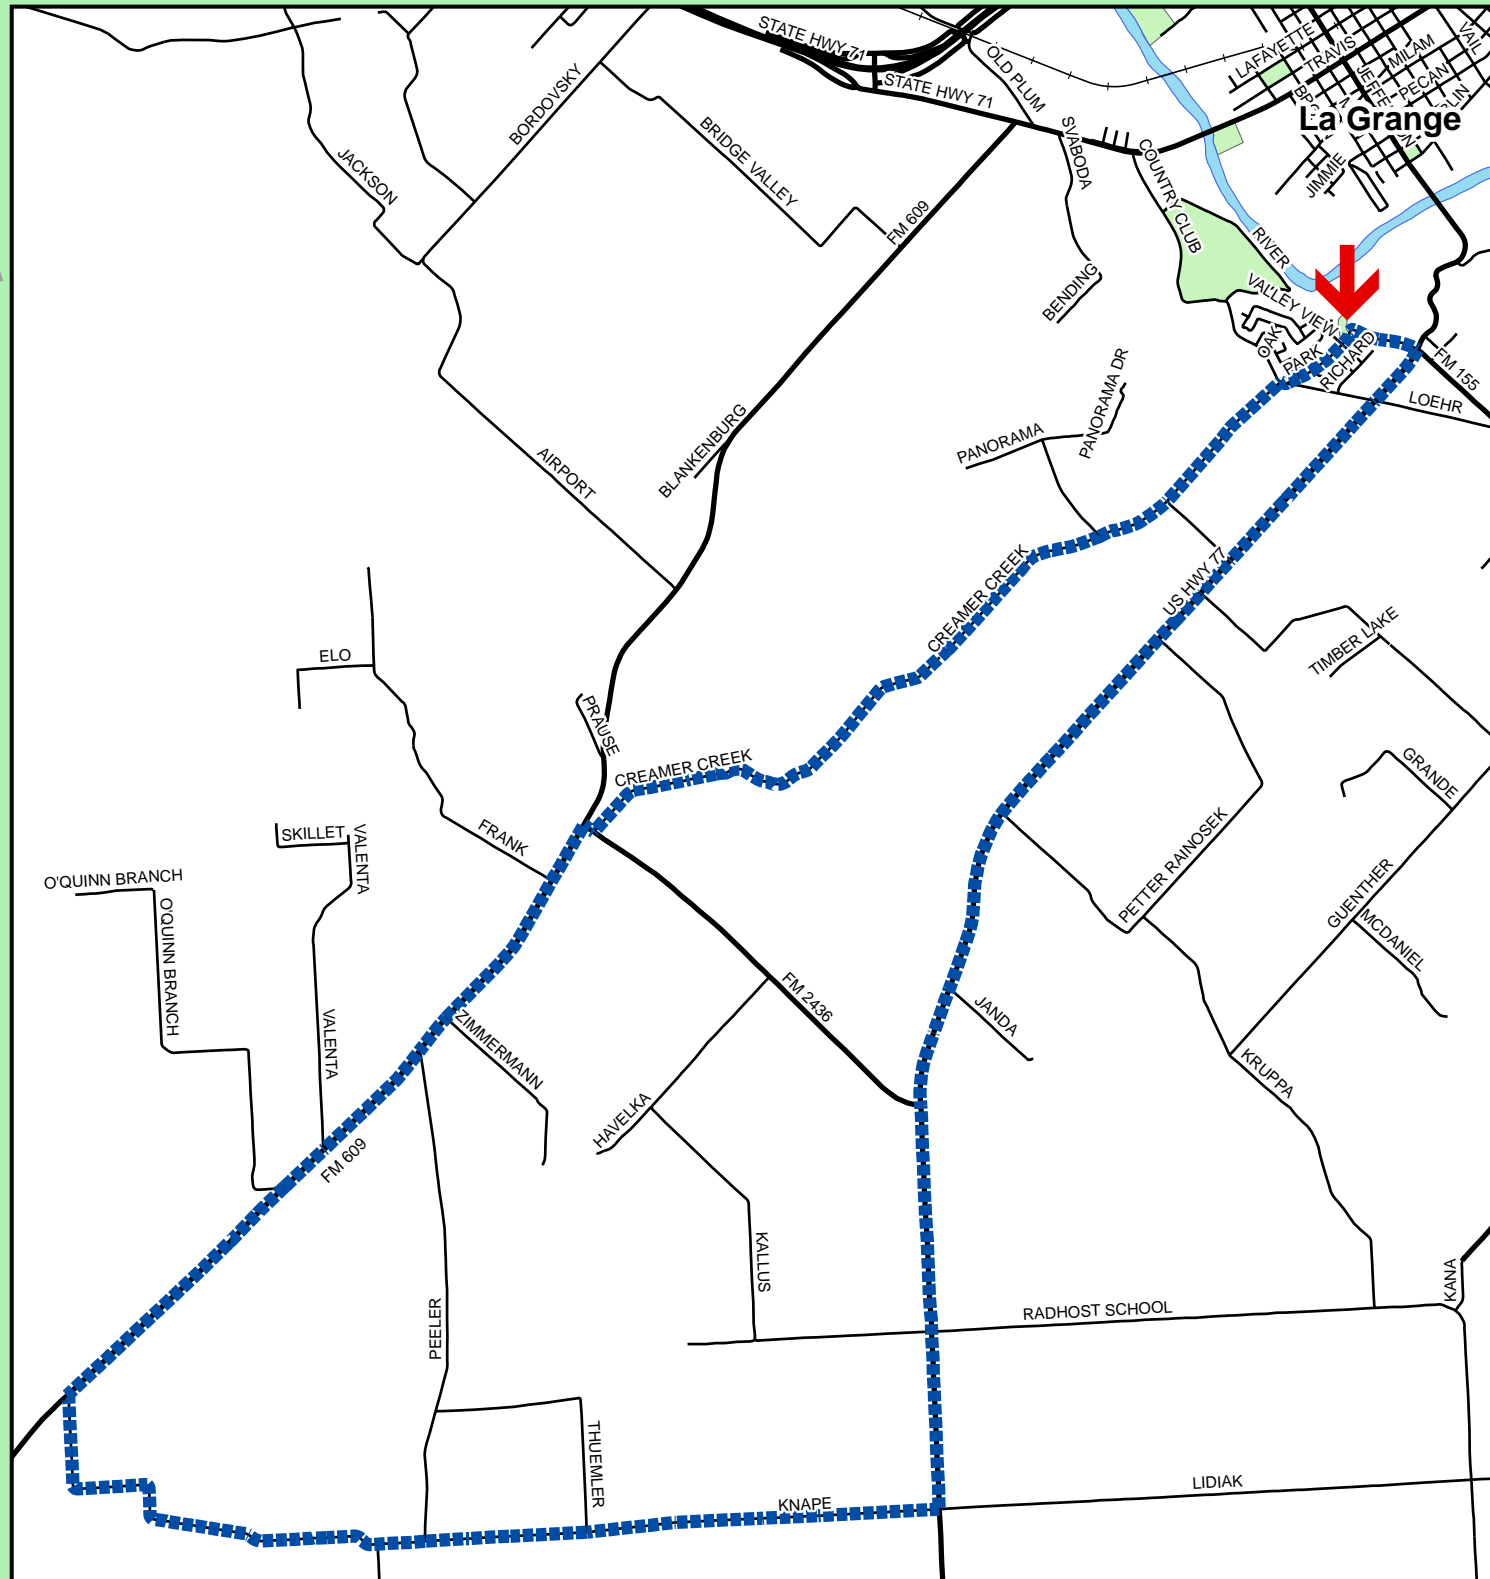 STATE HWY 71
STATE HWY 71
OLD PLUM
LAFAYETTE
TRAVIS
MILAM
VAIL
PECAN
La Grange
JIMMIE
BORDOVSKY
BRIDGE VALLEY
JACKSON
SVABODA
COUNTRY CLUB
FM 609
RIVER
BENDING
VALLEY VIEW
OAK
PARK
RICHARD
FM 155
LOEHR
PANORAMA DR
PANORAMA
BLANKENBURG
AIRPORT
CREAMER CREEK
US HWY 77
TIMBER LAKE
ELO
PRAUSE
CREAMER CREEK
GRANDE
FRANK
SKILLET
VALENTA
PETTER RAINOSEK
O'QUINN BRANCH
O'QUINN BRANCH
GUENTHER
MCDANIEL
FM 2436
JANDA
ZIMMERMANN
VALENTA
HAVELKA
KRUPPA
FM 609
KALLUS
KANA
RADHOST SCHOOL
PEELER
THUEMLER
LIDIAK
KNAPE